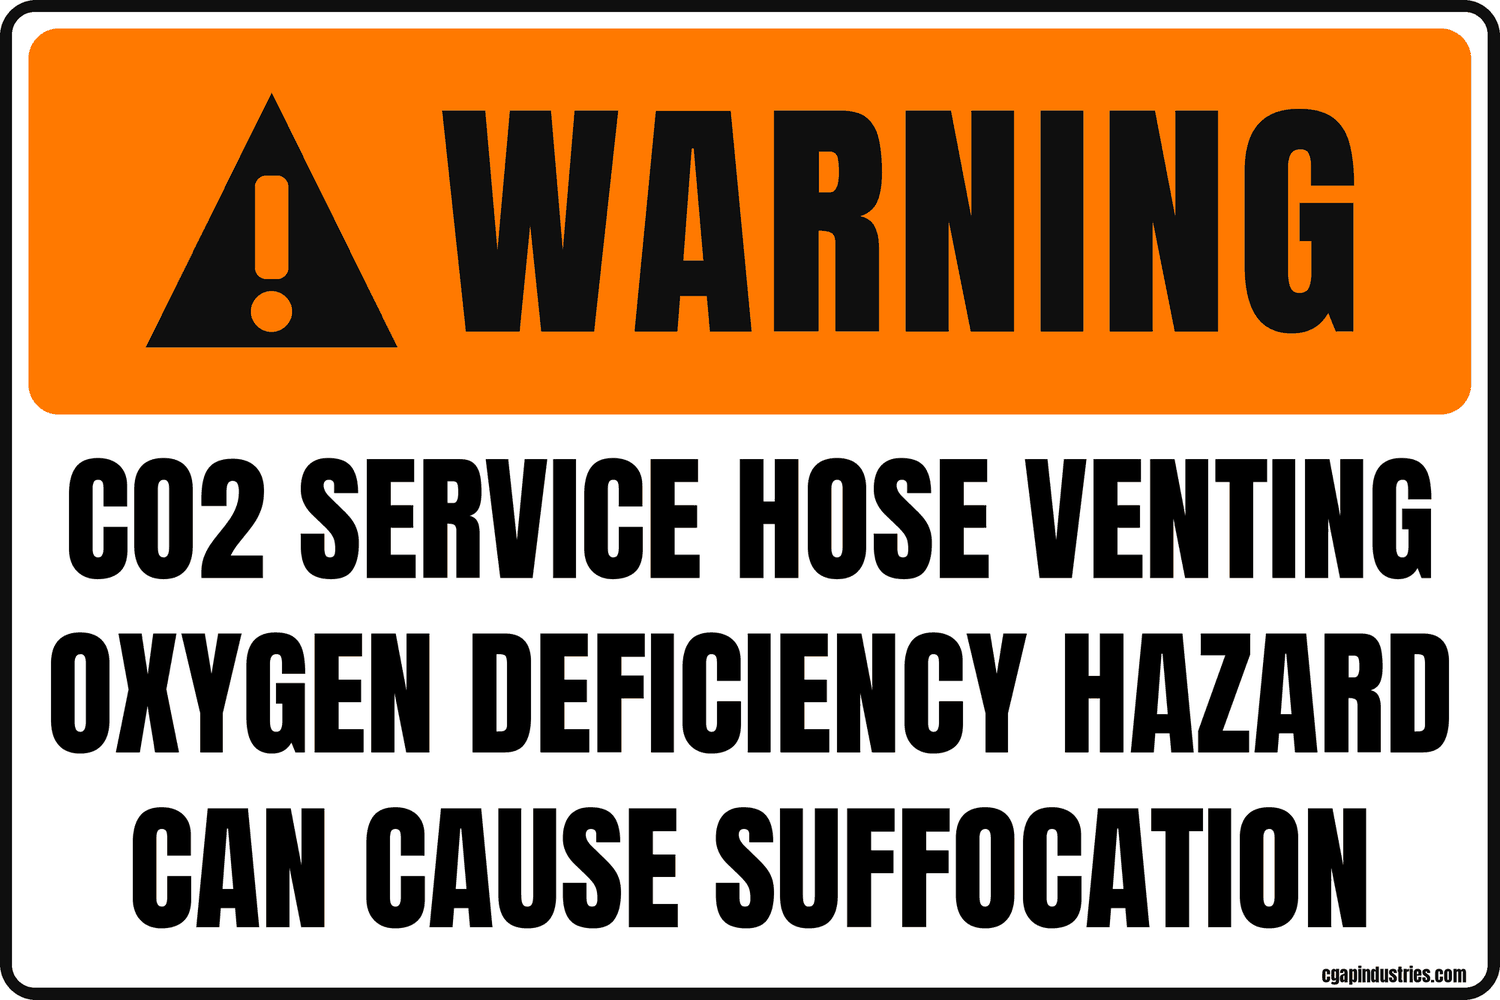 WARNING
CO2 SERVICE HOSE VENTING
OXYGEN DEFICIENCY HAZARD
CAN CAUSE SUFFOCATION
cgapindustries.com